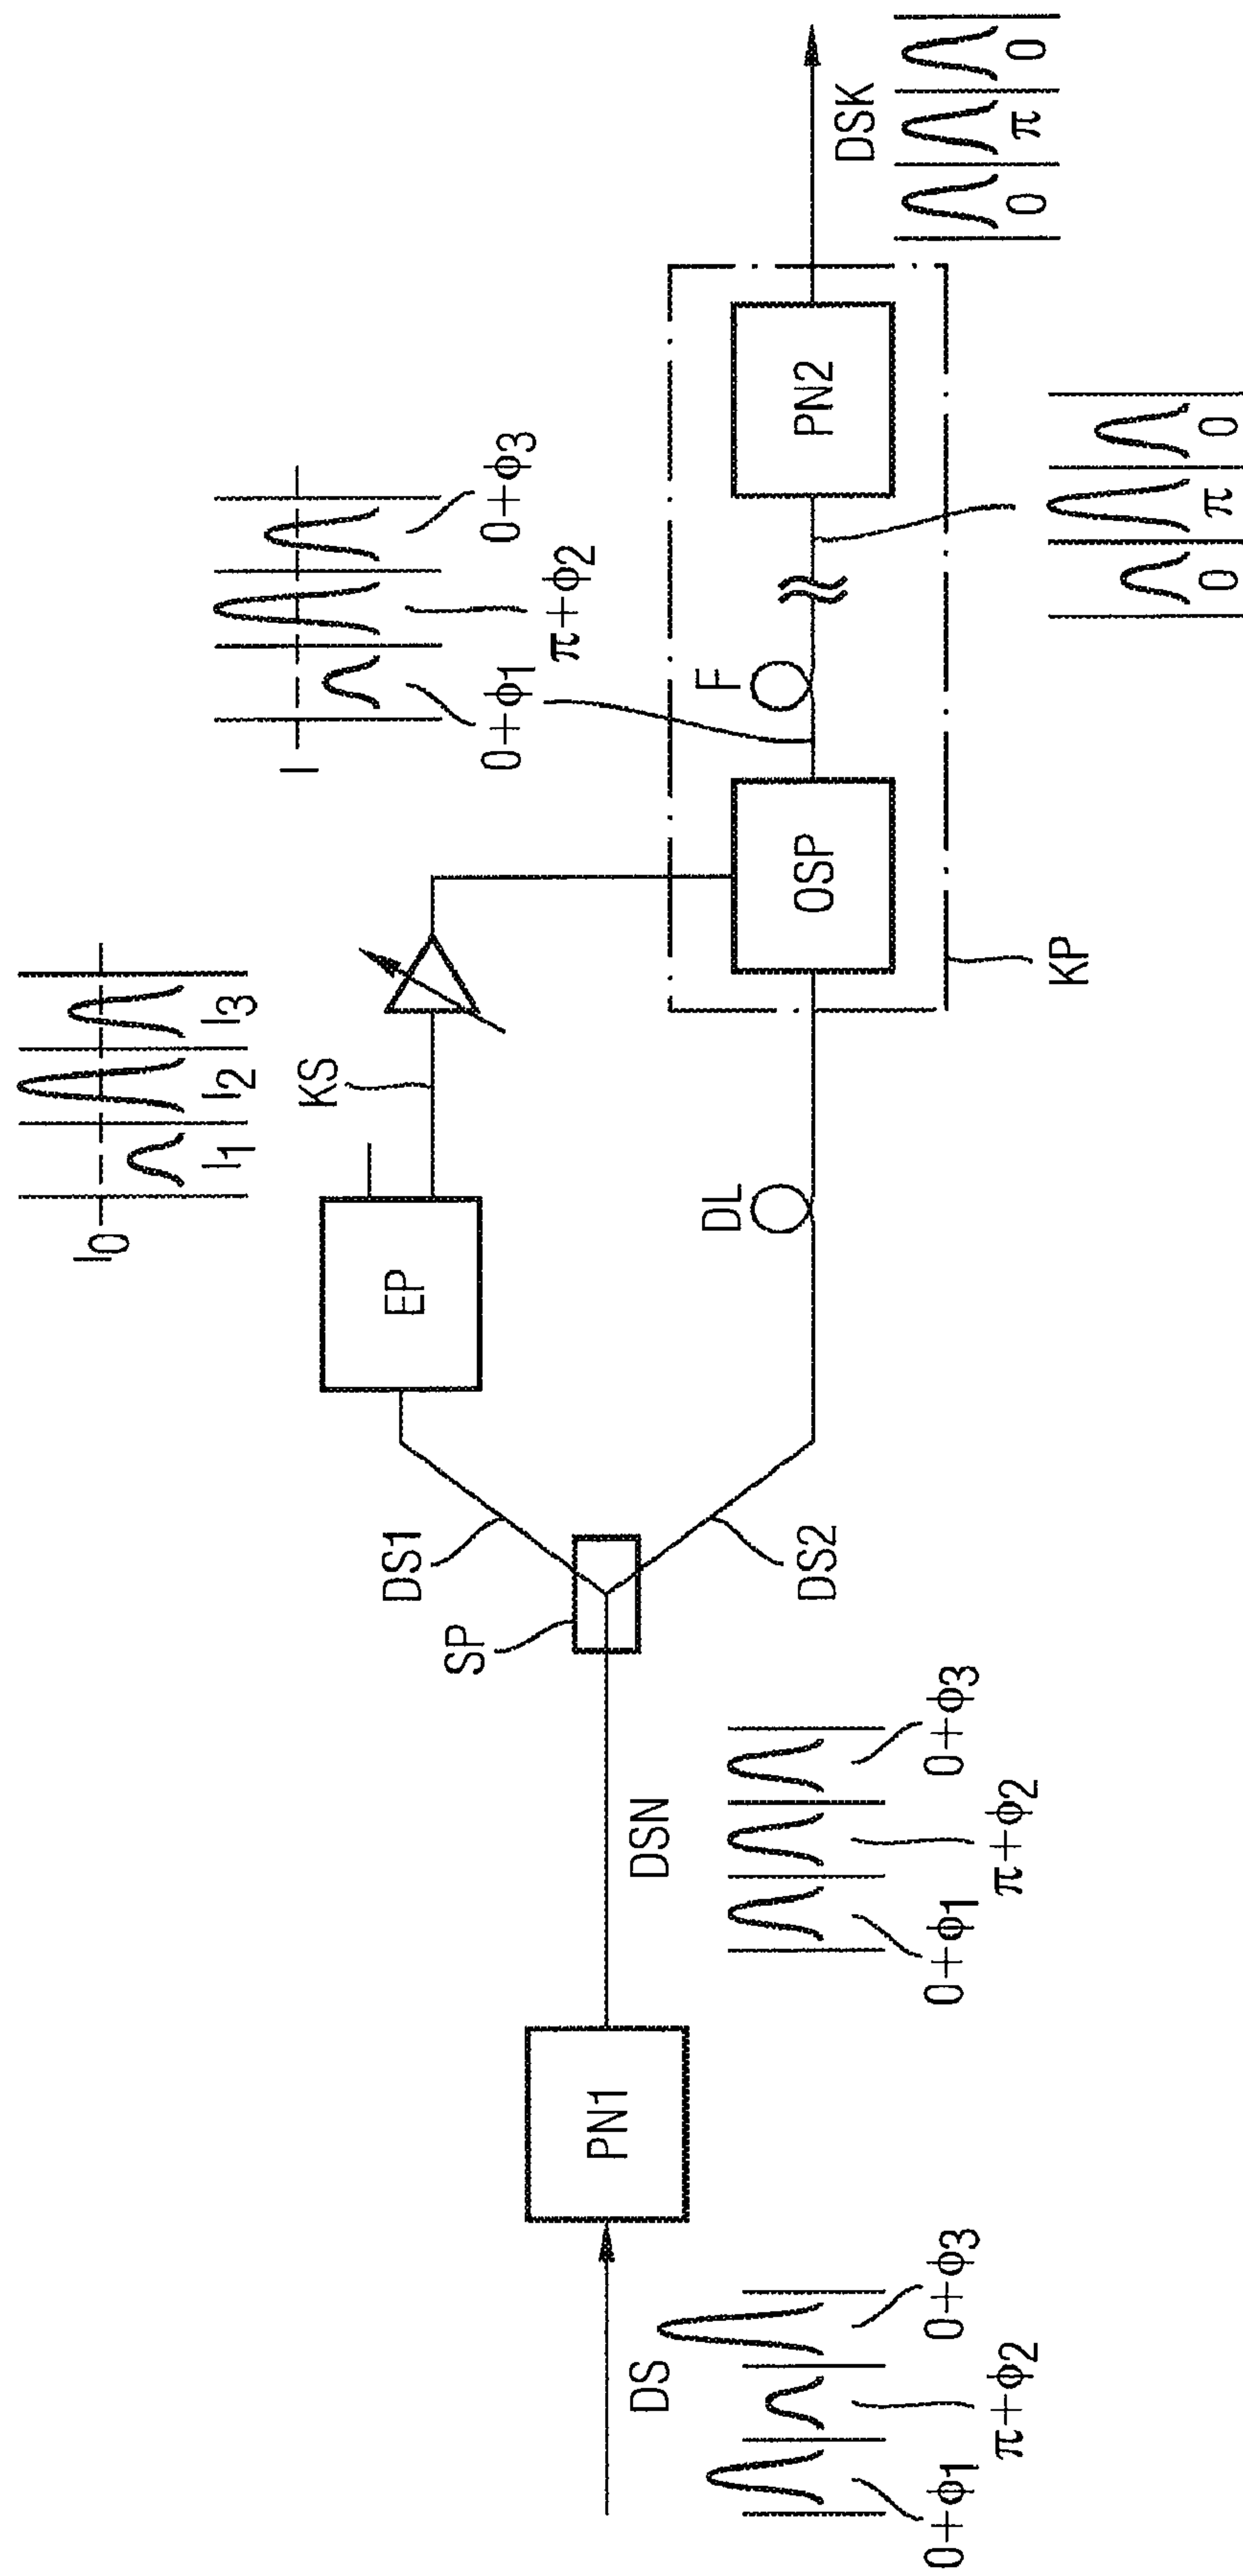 I0
I1
I2
I3
I
0+ϕ1
π+ϕ2
0+ϕ3
EP
KS
DS1
SP
DS2
DL
OSP
F
PN2
KP
DSK
0
π
0
0
π
0
PN1
DS
DSN
0+ϕ1
π+ϕ2
0+ϕ3
0+ϕ1
π+ϕ2
0+ϕ3